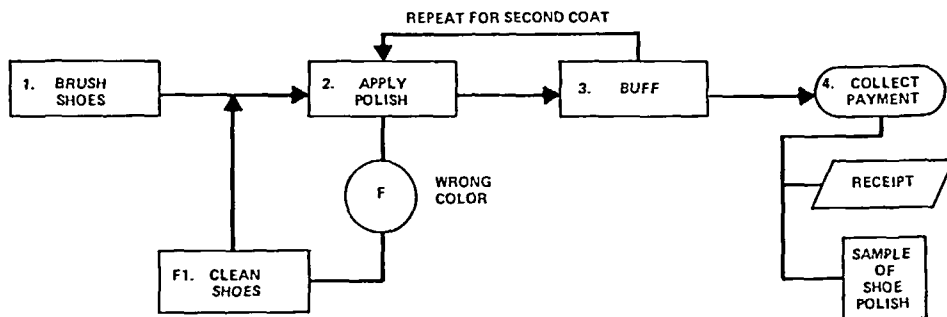 REPEAT FOR SECOND COAT
1. BRUSH
SHOES
2. APPLY
POLISH
3. BUFF
4. COLLECT
PAYMENT
F
WRONG
COLOR
RECEIPT
F1. CLEAN
SHOES
SAMPLE
OF
SHOE
POLISH